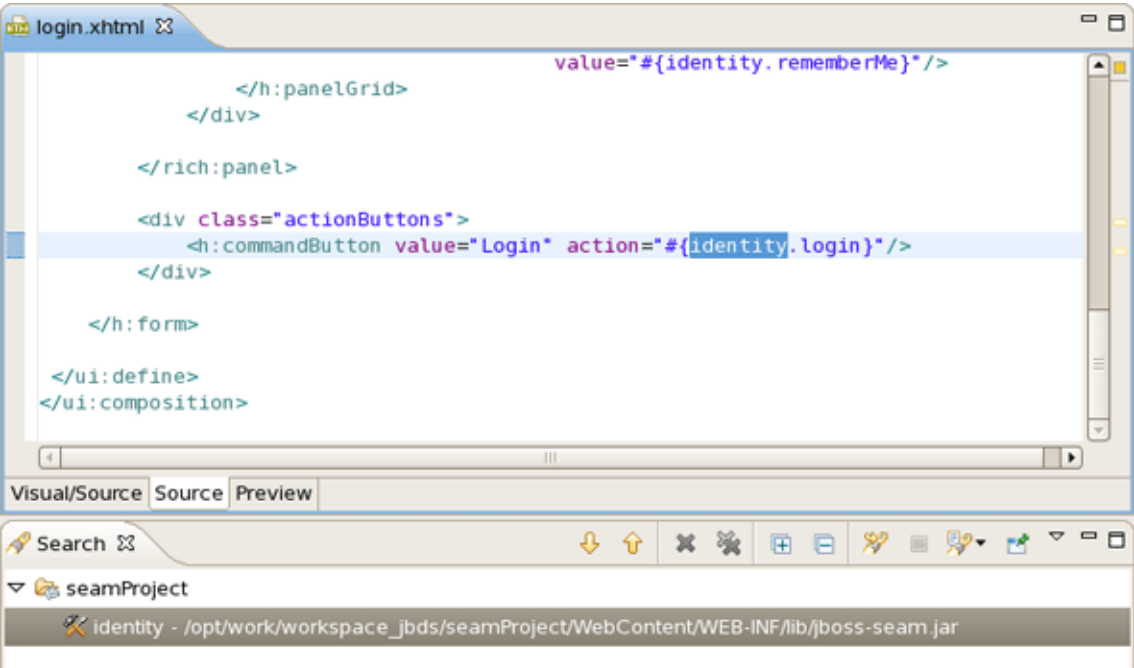 login.xhtml
value="#{identity.rememberMe}"/>
</h:panelGrid>
</div>
</rich:panel>
<div class="actionButtons">
<h:commandButton value="Login" action="#{identity.login}"/>
</div>
</h:form>
</ui:define>
</ui:composition>
Visual/Source Source Preview
Search
seamProject
identity - /opt/work/workspace_jbds/seamProject/WebContent/WEB-INF/lib/jboss-seam.jar